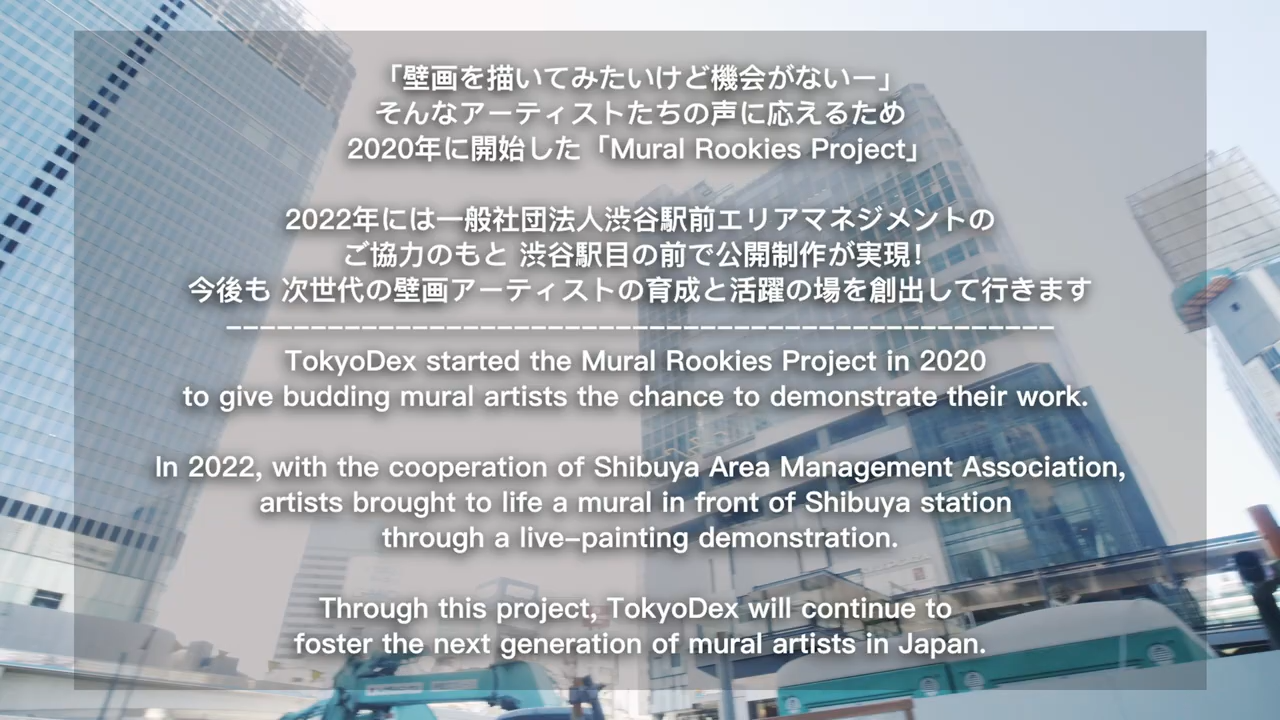 「壁画を描いてみたいけど機会がないー」
そんなアーティストたちの声に応えるため
2020年に開始した「Mural Rookies Project」
2022年には一般社団法人渋谷駅前エリアマネジメントの
ご協力のもと 渋谷駅目の前で公開制作が実現!
今後も 次世代の壁画アーティストの育成と活躍の場を創出して行きます
TokyoDex started the Mural Rookies Project in 2020
to give budding mural artists the chance to demonstrate their work.
In 2022, with the cooperation of Shibuya Area Management Association,
artists brought to life a mural in front of Shibuya station
through a live-painting demonstration.
Through this project, TokyoDex will continue to
foster the next generation of mural artists in Japan.